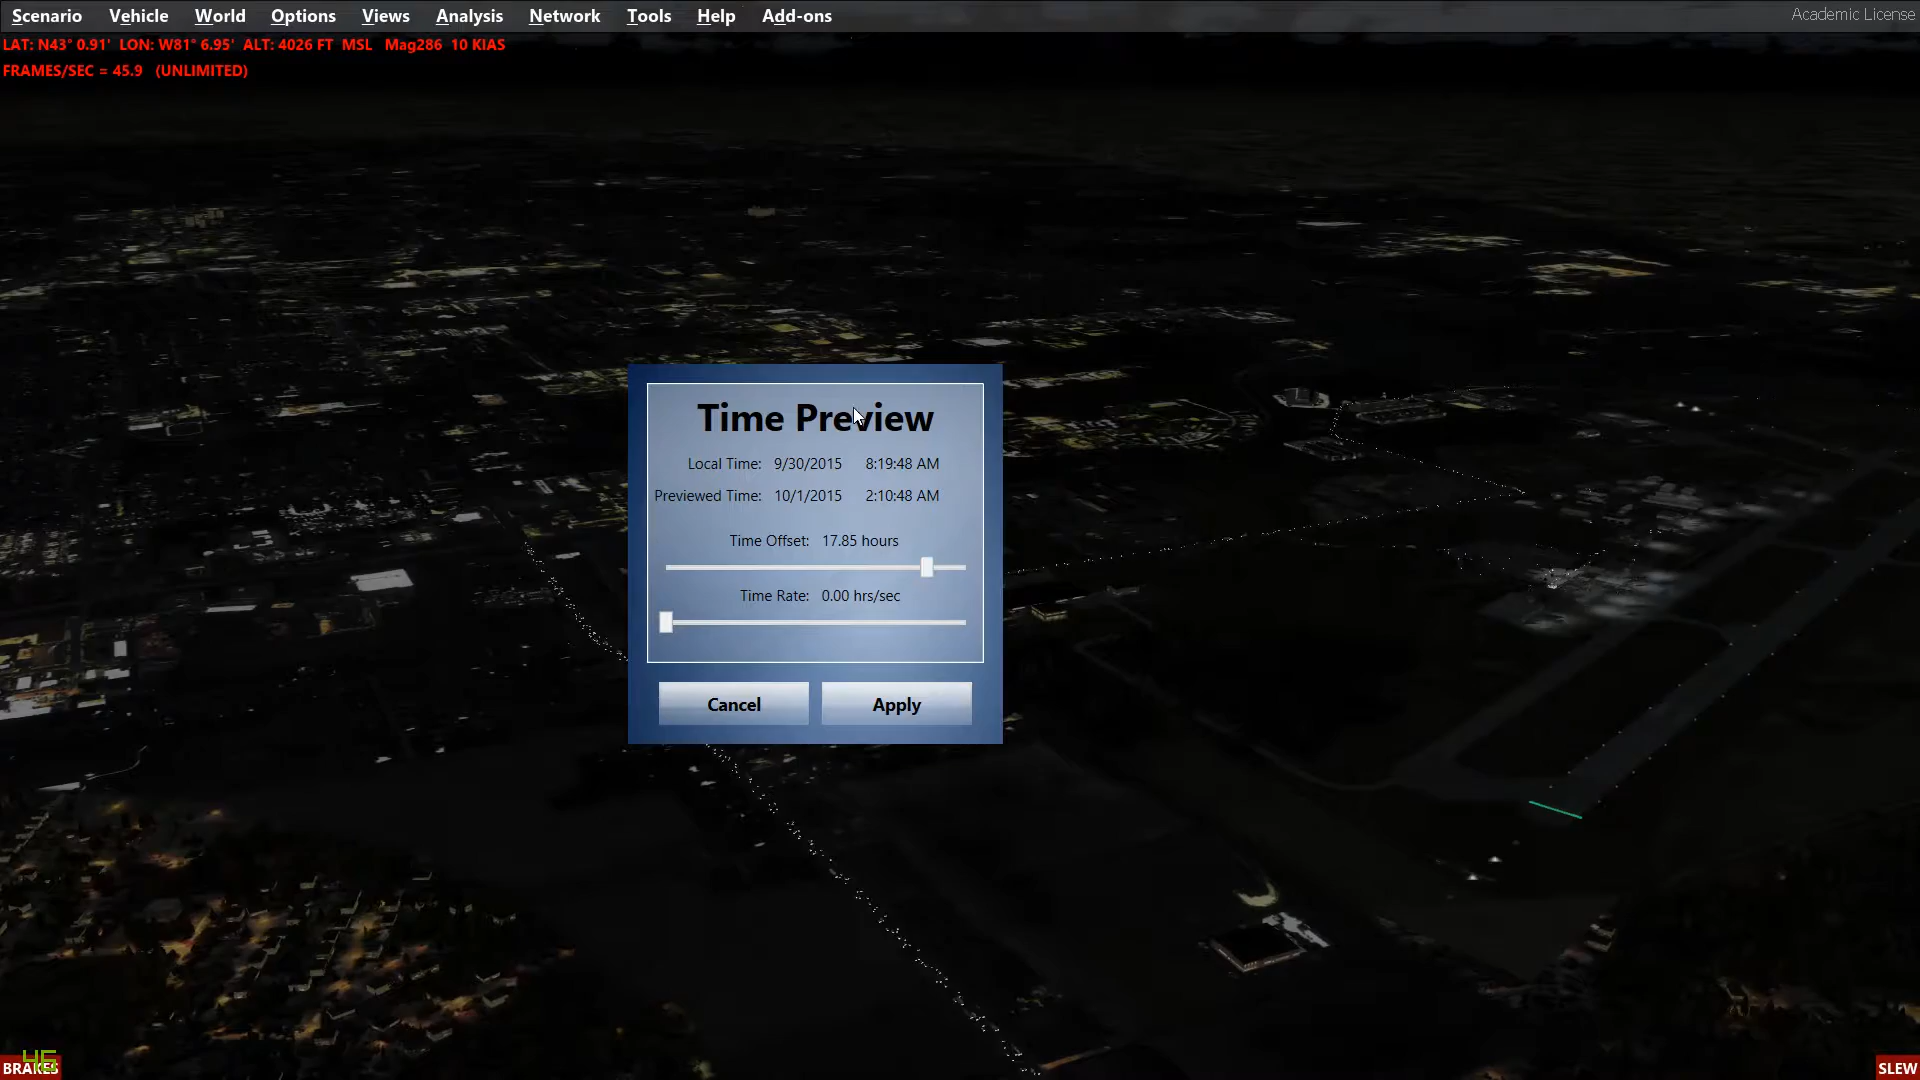 Scenario Vehicle World Options Views Analysis Network Tools Help Add-ons Academic License
LAT: N43° 0.91' LON: W81° 6.95' ALT: 4026 FT MSL Mag286 10 KIAS
FRAMES/SEC = 45.9 (UNLIMITED)
Time Preview
Local Time: 9/30/2015 8:19:48 AM
Previewed Time: 10/1/2015 2:10:48 AM
Time Offset: 17.85 hours
Time Rate: 0.00 hrs/sec
Cancel Apply
46
BRAKES SLEW